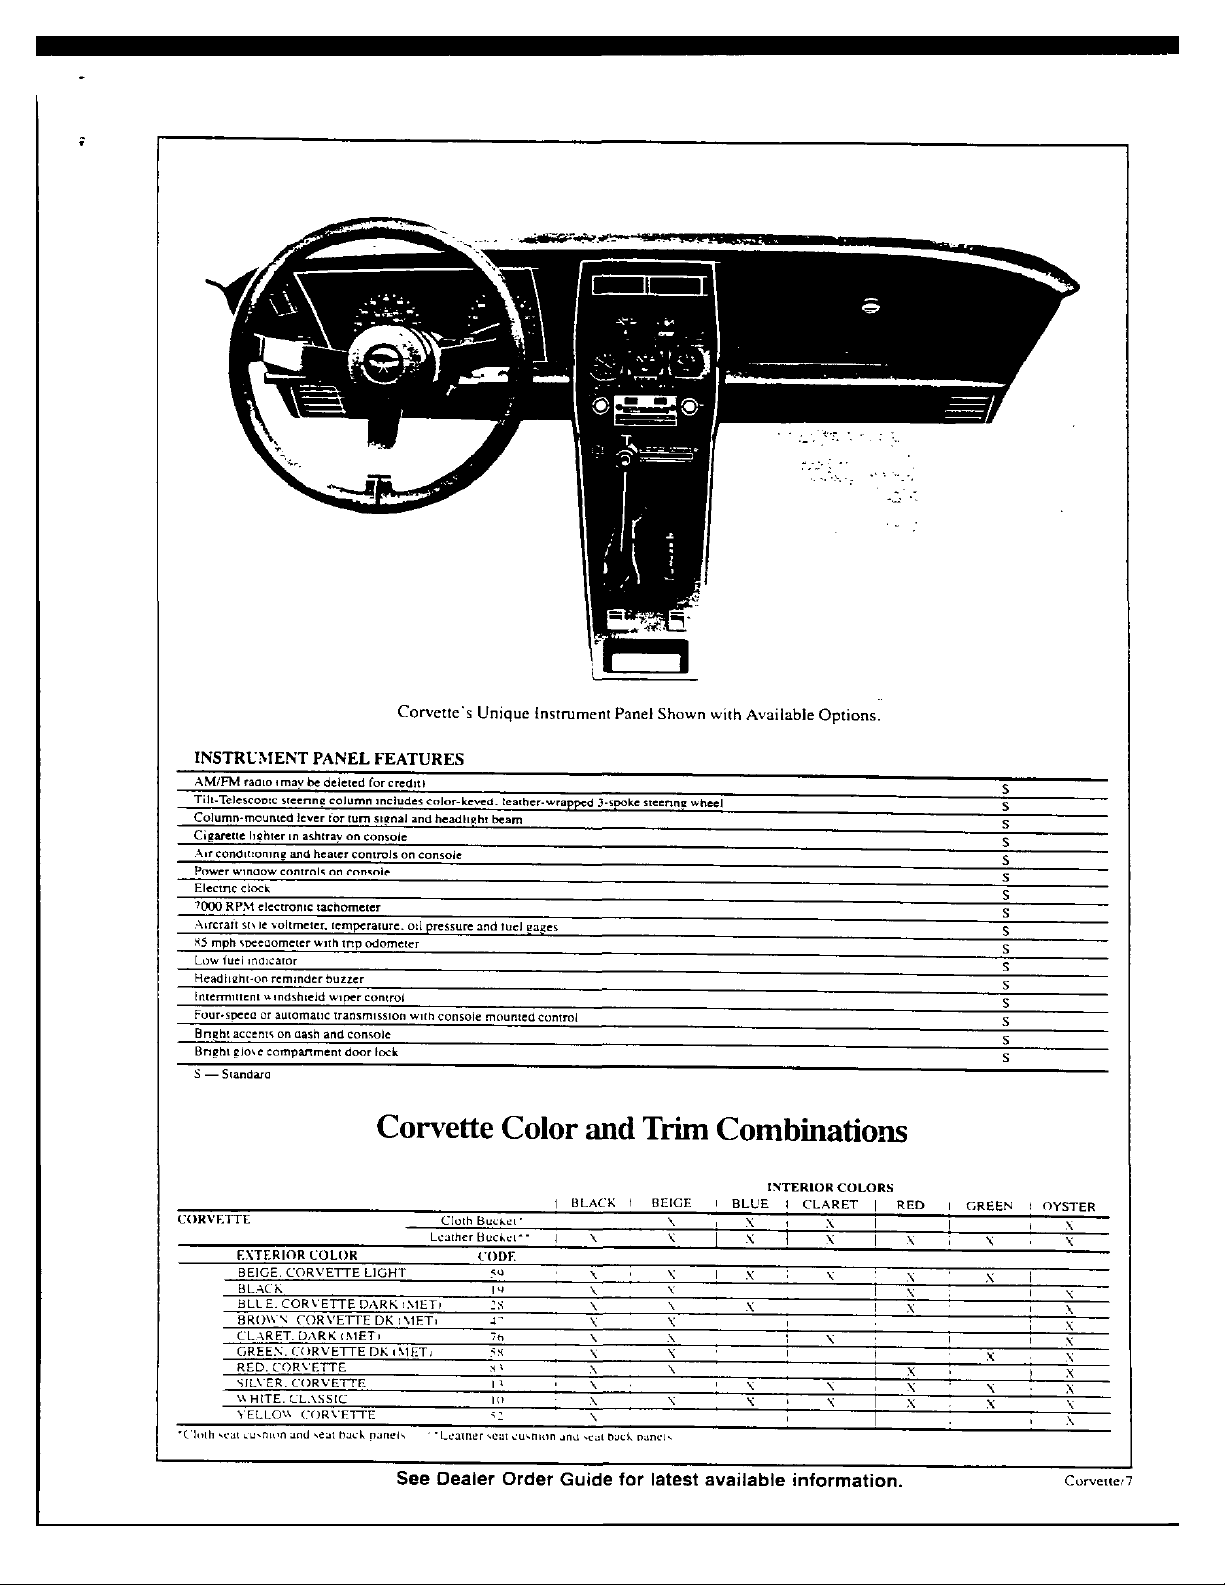 Corvette's Unique Instrument Panel Shown with Available Options.
INSTRUMENT PANEL FEATURES
AM/FM radio (may be deleted for credit) S
Tilt-Telescopic steering column includes color-keyed, leather-wrapped 3-spoke steering wheel S
Column-mounted lever for turn signal and headlight beam S
Cigarette lighter in ashtray on console S
Air conditioning and heater controls on console S
Power window controls on console S
Electric clock S
7000 RPM electronic tachometer S
Aircraft style voltmeter, temperature, oil pressure and fuel gages S
85 mph speedometer with trip odometer S
Low fuel indicator S
Headlight-on reminder buzzer S
Intermittent windshield wiper control S
Four-speed or automatic transmission with console mounted control S
Bright accents on dash and console S
Bright glove compartment door lock S
S — Standard
Corvette Color and Trim Combinations
INTERIOR COLORS
BLACK BEIGE BLUE CLARET RED GREEN OYSTER
CORVETTE Cloth Bucket* X X X X
Leather Bucket** X X X X X X X
EXTERIOR COLOR CODE
BEIGE, CORVETTE LIGHT 59 X X X X X X
BLACK 19 X X X X
BLUE, CORVETTE DARK (MET) 28 X X X X X
BROWN, CORVETTE DK (MET) X X X
CLARET, DARK (MET) 76 X X X X
GREEN, CORVETTE DK (MET) 58 X X X X
RED, CORVETTE X X X X
SILVER, CORVETTE 13 X X X X X X
WHITE, CLASSIC 10 X X X X X X X
YELLOW, CORVETTE 52 X X
*Cloth seat cushion and seat back panels **Leather seat cushion and seat back panels
See Dealer Order Guide for latest available information.
Corvette/7